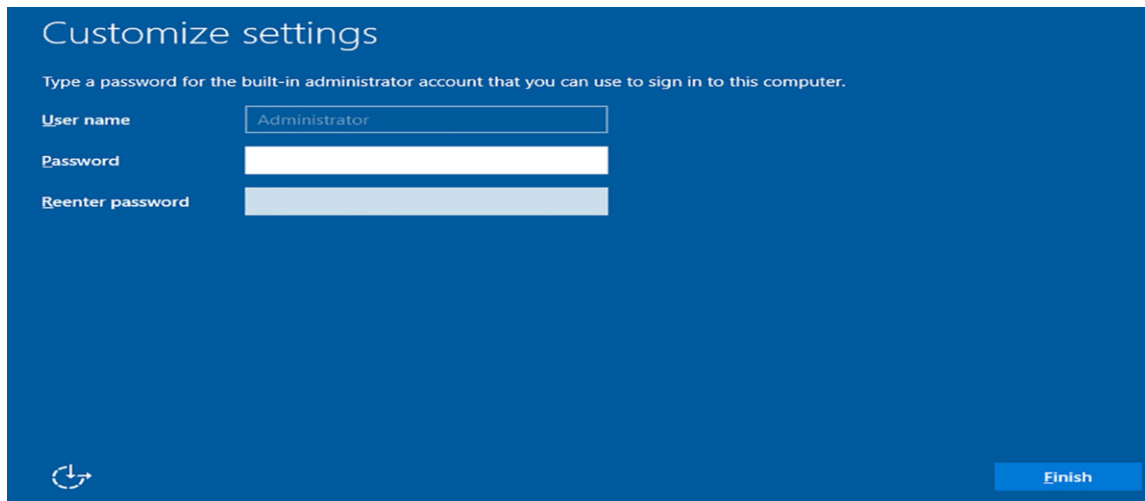 Customize settings
Type a password for the built-in administrator account that you can use to sign in to this computer.
User name
Administrator
Password
Reenter password
Finish